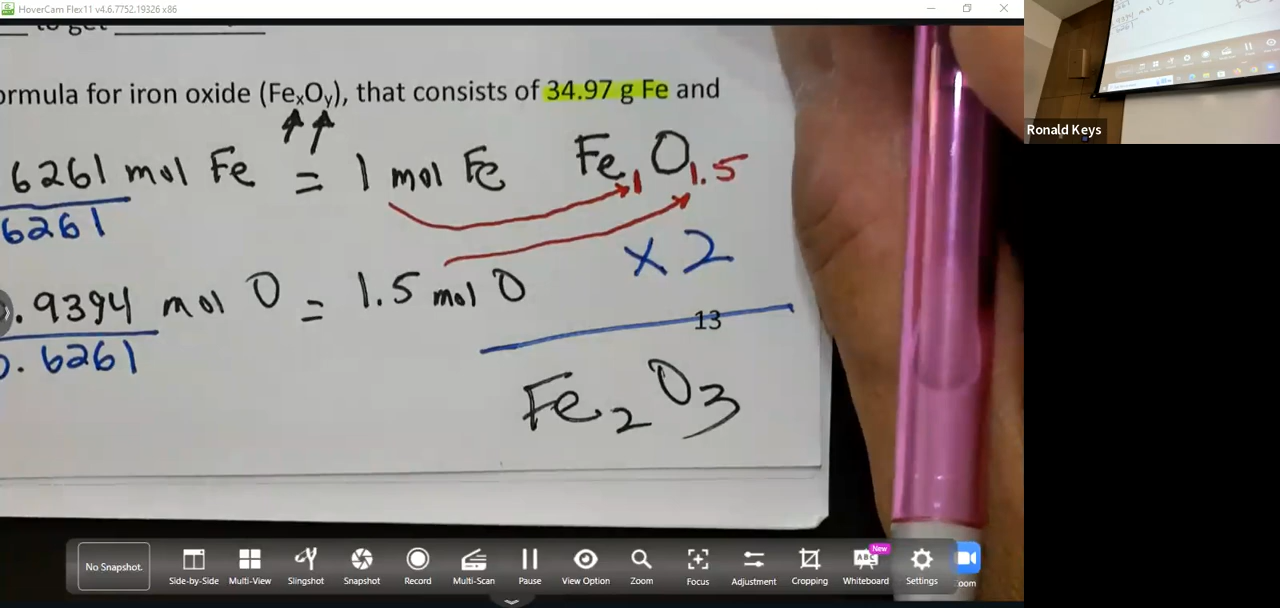 HoverCam Flex11 v4.6.7752.19326 x86
to get
ormula for iron oxide (FeₓOᵧ), that consists of 34.97 g Fe and
6261 mol Fe = 1 mol Fe Fe₁O₁.₅
6261
x 2
.9394 mol O = 1.5 mol O
0.6261
13
Fe₂O₃
Ronald Keys
No Snapshot.
Side-by-Side Multi-View Slingshot Snapshot Record Multi-Scan Pause View Option Zoom Focus Adjustment Cropping Whiteboard Settings oom
ABC
New